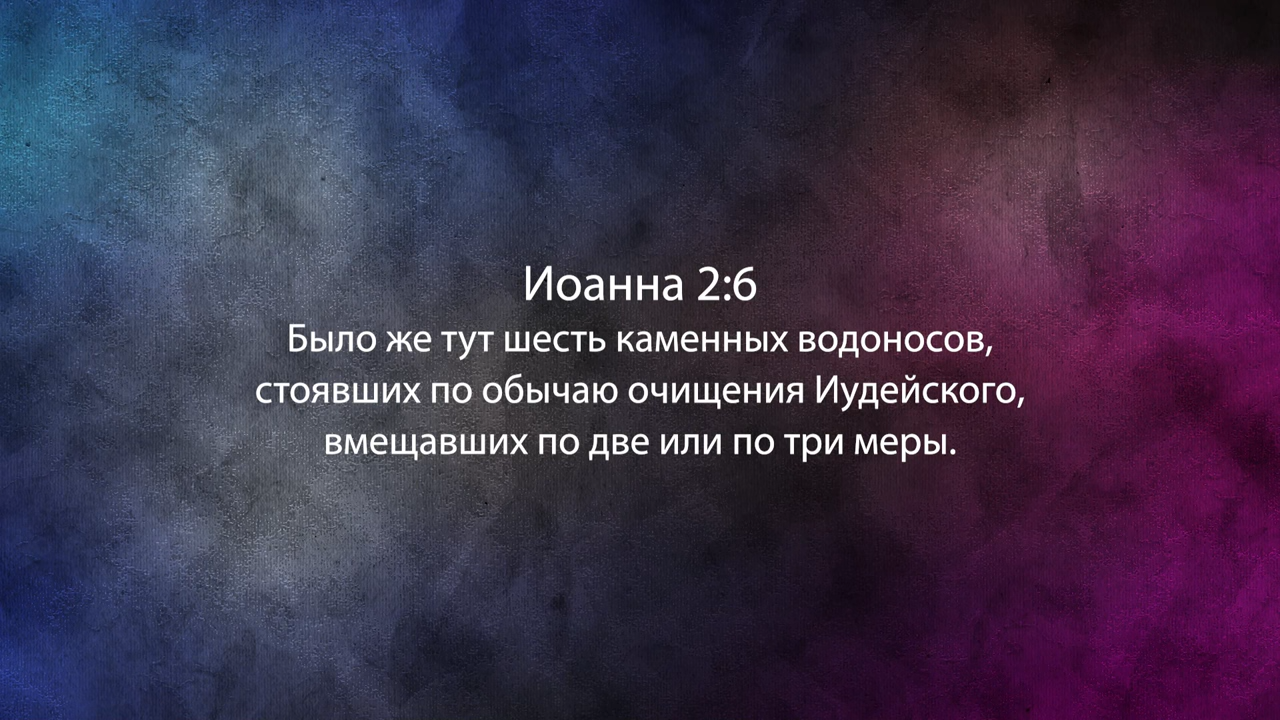 Иоанна 2:6
Было же тут шесть каменных водоносов,
стоявших по обычаю очищения Иудейского,
вмещавших по две или по три меры.